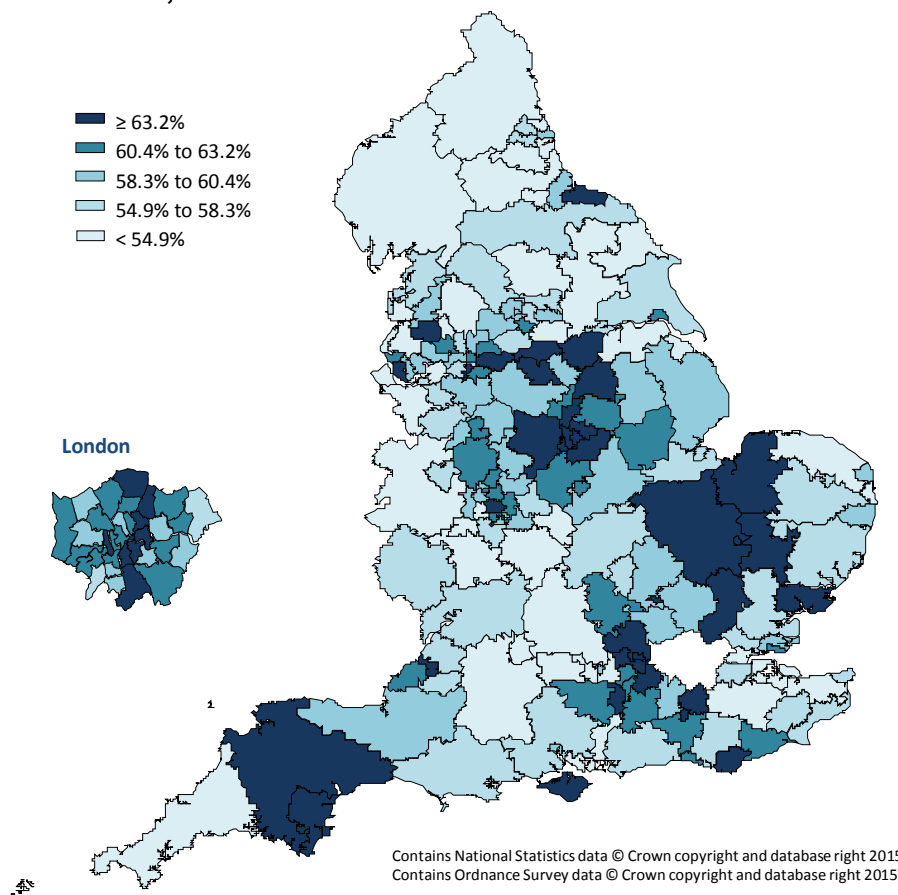 ≥ 63.2%
60.4% to 63.2%
58.3% to 60.4%
54.9% to 58.3%
< 54.9%
London
Contains National Statistics data © Crown copyright and database right 2015
Contains Ordnance Survey data © Crown copyright and database right 2015